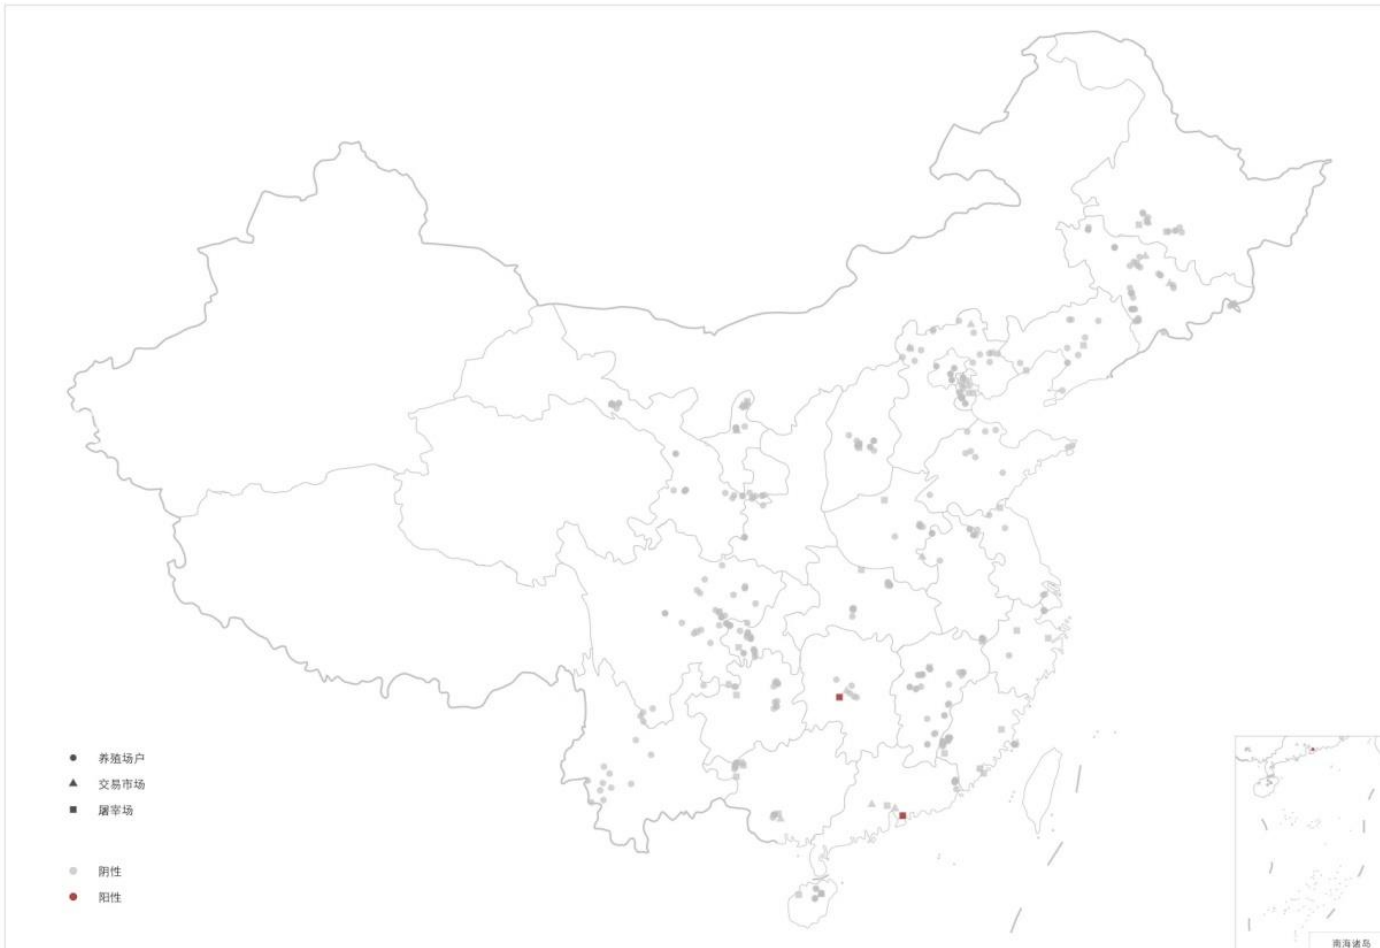 养殖场户
交易市场
屠宰场
阴性
阳性
南海诸岛